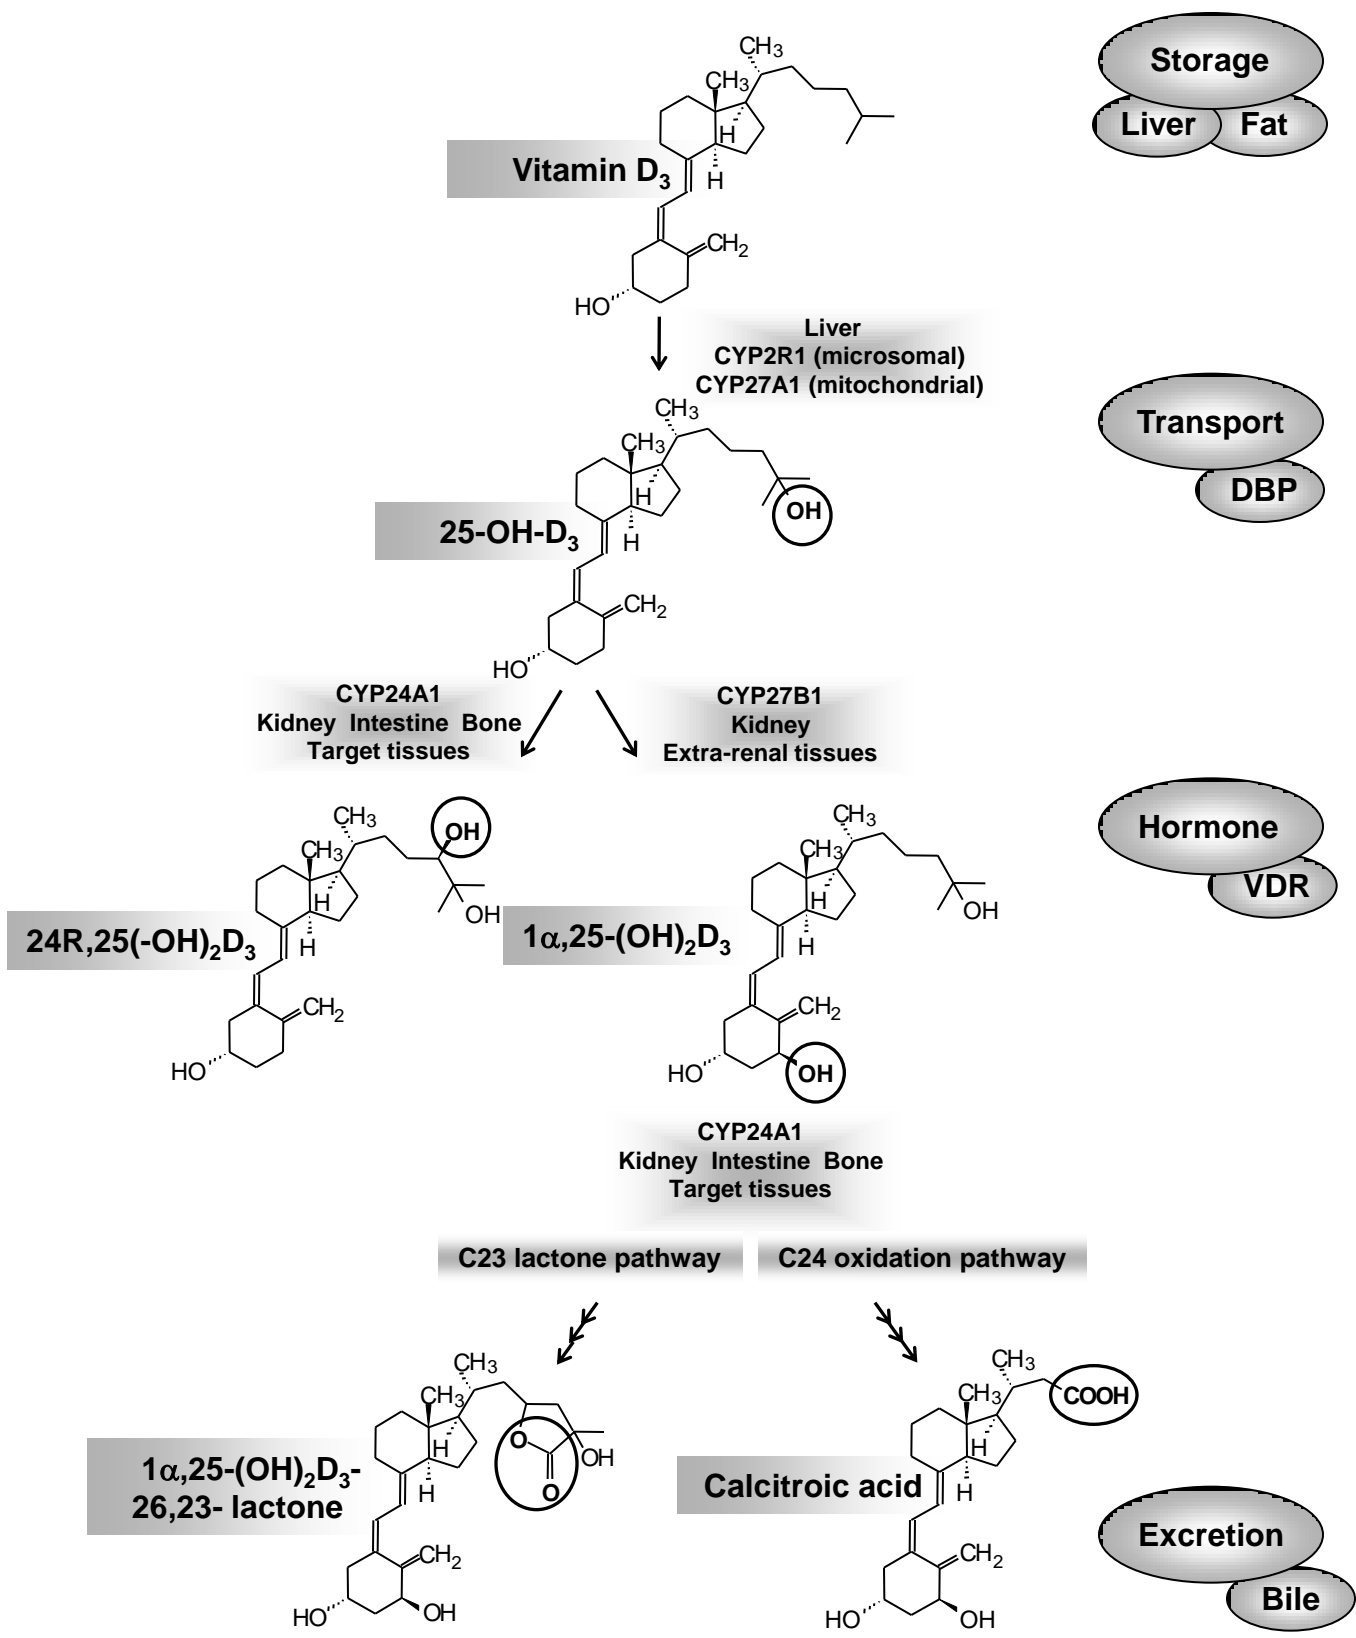 CH3
CH3
H
H
Vitamin D3
CH2
HO
Storage
Liver
Fat
Liver
CYP2R1 (microsomal)
CYP27A1 (mitochondrial)
CH3
CH3
H
OH
25-OH-D3
H
CH2
HO
Transport
DBP
CYP24A1
Kidney Intestine Bone
Target tissues
CYP27B1
Kidney
Extra-renal tissues
CH3
OH
CH3
H
OH
24R,25(-OH)2D3
H
CH2
HO
CH3
CH3
H
OH
1α,25-(OH)2D3
H
CH2
HO
OH
Hormone
VDR
CYP24A1
Kidney Intestine Bone
Target tissues
C23 lactone pathway
C24 oxidation pathway
CH3
CH3
H
O
OH
O
H
1α,25-(OH)2D3-
26,23- lactone
CH2
HO
OH
CH3
COOH
CH3
H
Calcitroic acid
H
CH2
HO
OH
Excretion
Bile